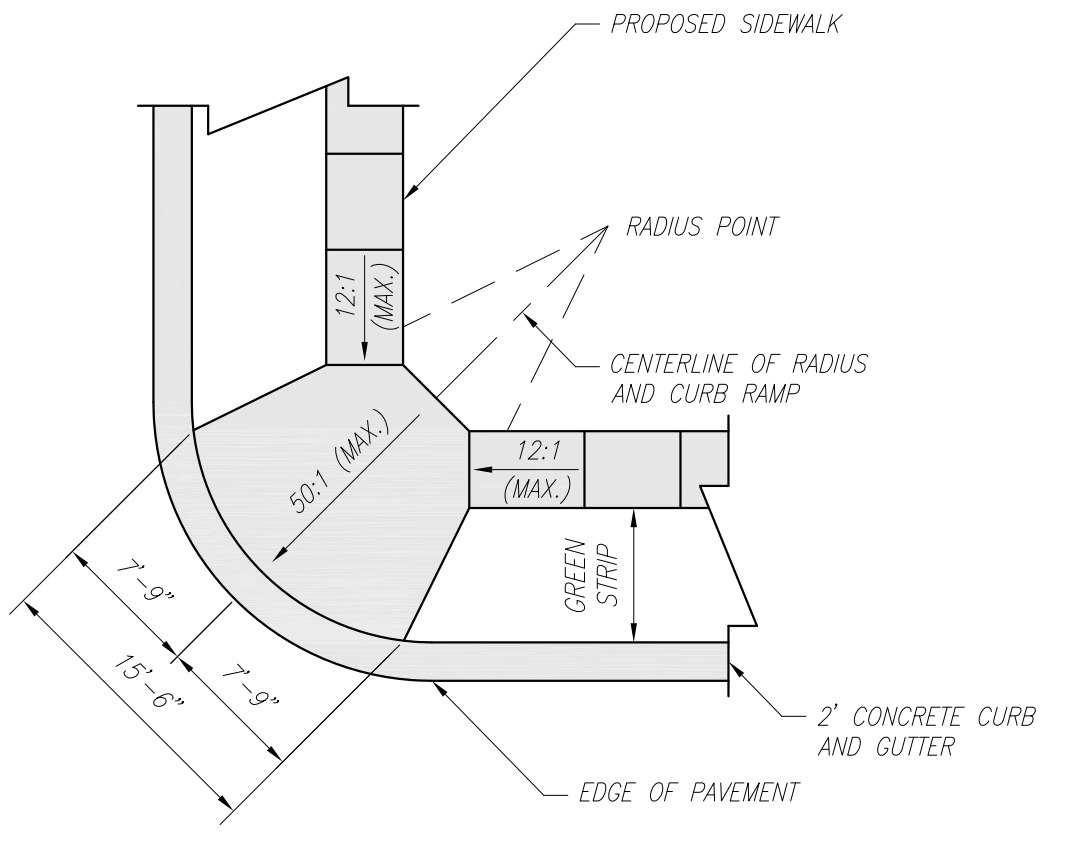 PROPOSED SIDEWALK
RADIUS POINT
12:1
(MAX.)
CENTERLINE OF RADIUS
AND CURB RAMP
50:1 (MAX.)
12:1
(MAX.)
GREEN
STRIP
7'-9"
7'-9"
15'-6"
2' CONCRETE CURB
AND GUTTER
EDGE OF PAVEMENT